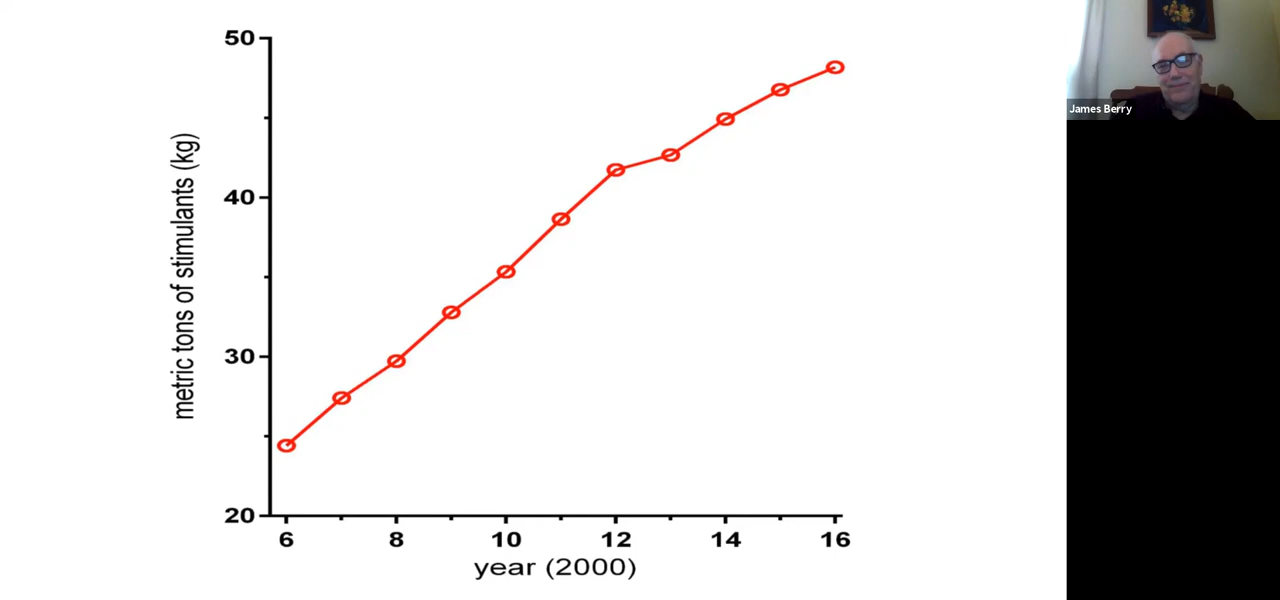 50
40
30
20
metric tons of stimulants (kg)
6 8 10 12 14 16
year (2000)
James Berry